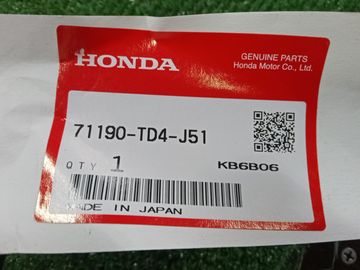 HONDA
GENUINE PARTS
Honda Motor Co., Ltd.
71190-TD4-J51
QTY 1 KB6B06
MADE IN JAPAN